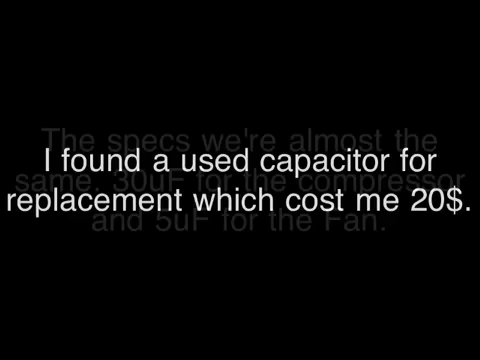 I found a used capacitor for
replacement which cost me 20$.
The specs we're almost the
same, 30uF for the compressor
and 5uF for the Fan.